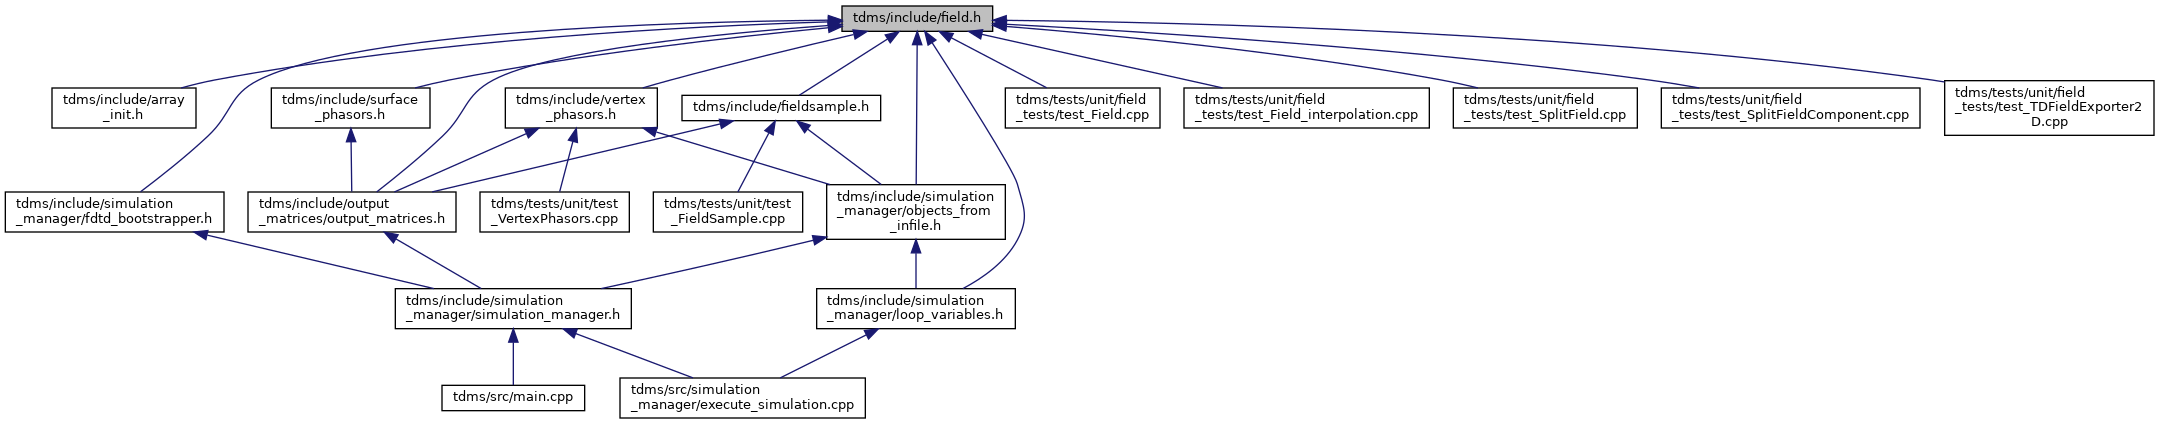 tdms/include/field.h
tdms/include/array
_init.h
tdms/include/surface
_phasors.h
tdms/include/vertex
_phasors.h
tdms/include/fieldsample.h
tdms/tests/unit/field
_tests/test_Field.cpp
tdms/tests/unit/field
_tests/test_Field_interpolation.cpp
tdms/tests/unit/field
_tests/test_SplitField.cpp
tdms/tests/unit/field
_tests/test_SplitFieldComponent.cpp
tdms/tests/unit/field
_tests/test_TDFieldExporter2
D.cpp
tdms/include/simulation
_manager/fdtd_bootstrapper.h
tdms/include/output
_matrices/output_matrices.h
tdms/tests/unit/test
_VertexPhasors.cpp
tdms/tests/unit/test
_FieldSample.cpp
tdms/include/simulation
_manager/objects_from
_infile.h
tdms/include/simulation
_manager/simulation_manager.h
tdms/include/simulation
_manager/loop_variables.h
tdms/src/main.cpp
tdms/src/simulation
_manager/execute_simulation.cpp